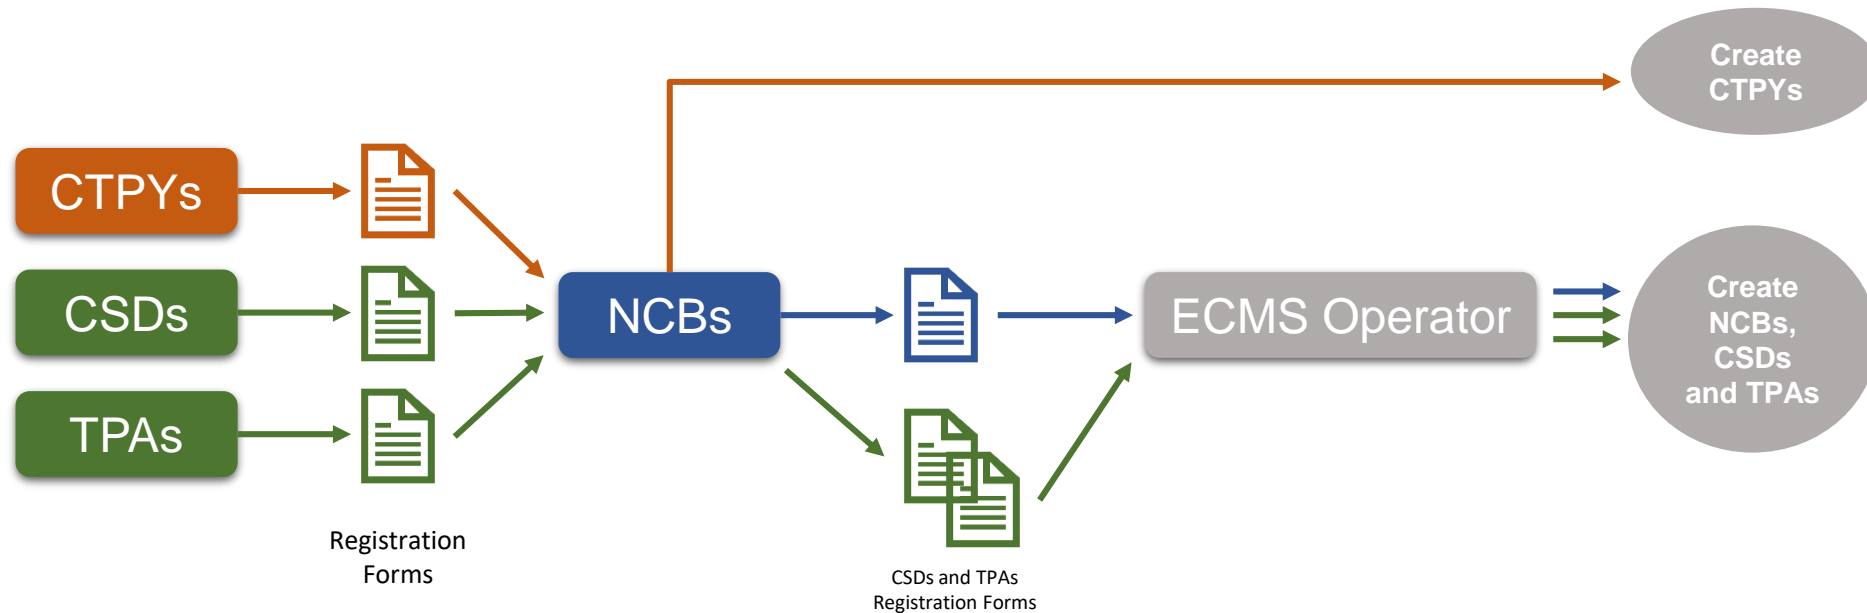 Create
CTPYs
CTPYs
CSDs
TPAs
Registration
Forms
NCBs
CSDs and TPAs
Registration Forms
ECMS Operator
Create
NCBs,
CSDs
and TPAs